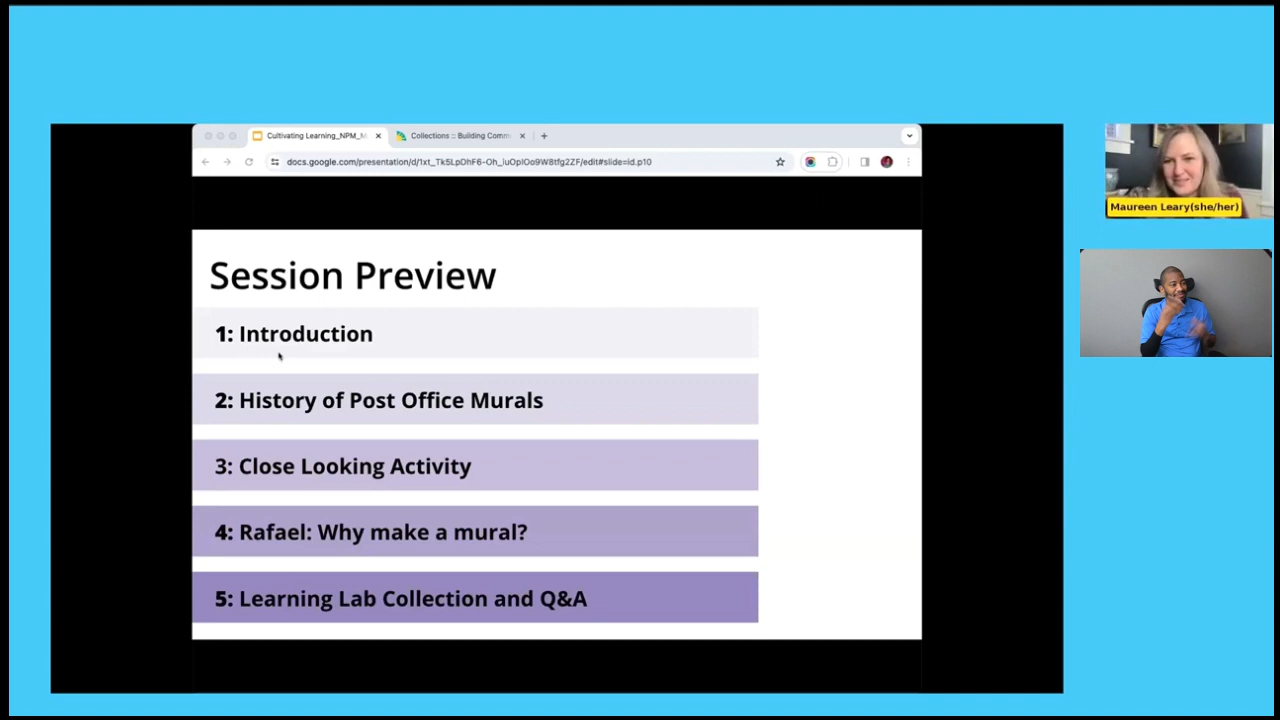 Cultivating Learning_NPM_M
Collections :: Building Comm
docs.google.com/presentation/d/1xt_Tk5LpDhF6-Oh_iuOplOo9W8tfg2ZF/edit#slide=id.p10
Maureen Leary(she/her)
Session Preview
1: Introduction
2: History of Post Office Murals
3: Close Looking Activity
4: Rafael: Why make a mural?
5: Learning Lab Collection and Q&A